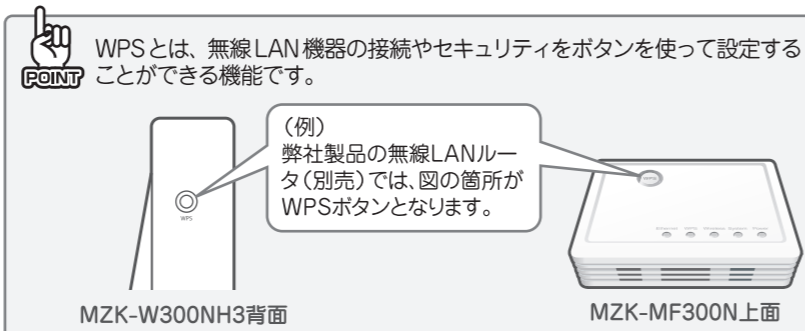 POINT
WPSとは、無線LAN機器の接続やセキュリティをボタンを使って設定する
ことができる機能です。
(例)
弊社製品の無線LANルー
タ(別売)では、図の箇所が
WPSボタンとなります。
WPS
Ethernet WPS Wireless System Power
MZK-W300NH3背面
MZK-MF300N上面